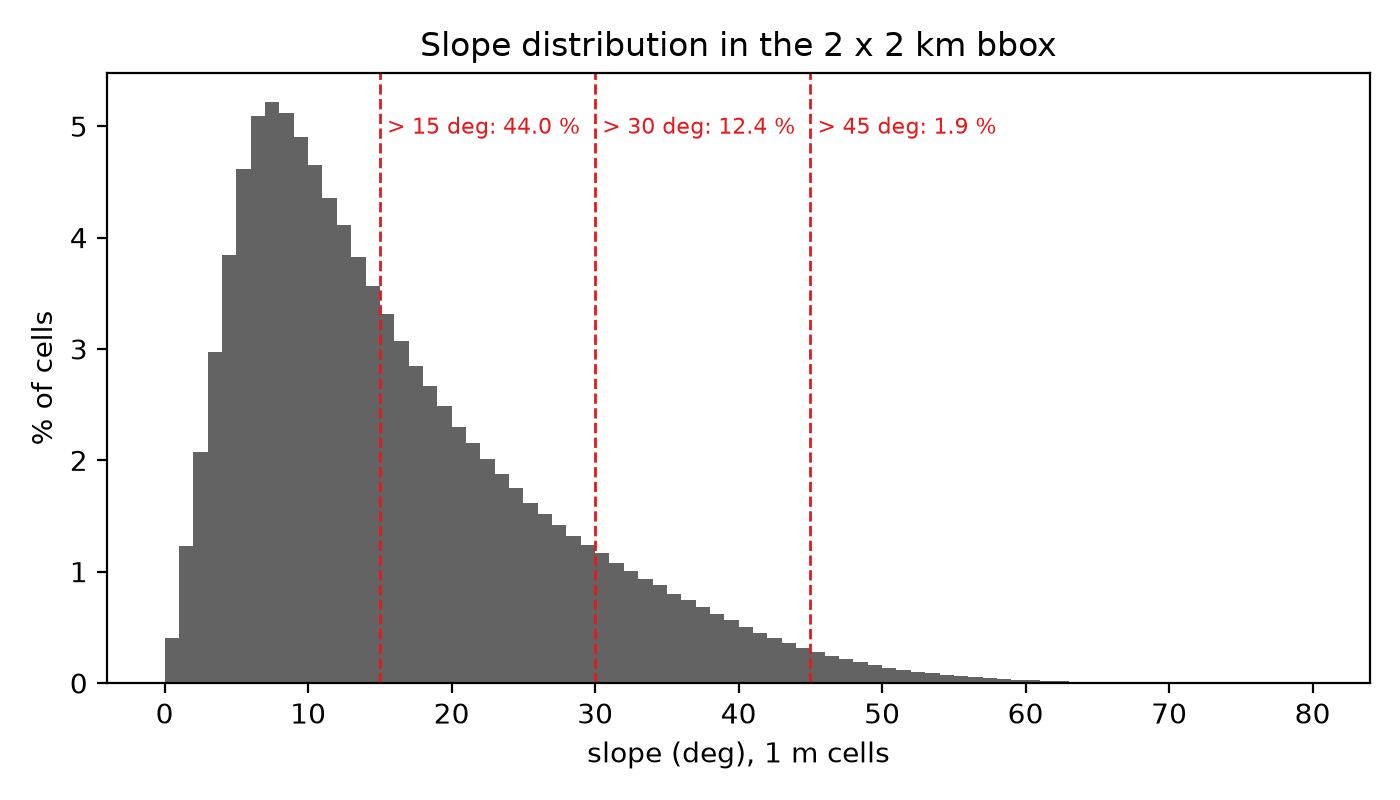 Slope distribution in the 2 x 2 km bbox
> 15 deg: 44.0 %
> 30 deg: 12.4 %
> 45 deg: 1.9 %
% of cells
5
4
3
2
1
0
0 10 20 30 40 50 60 70 80
slope (deg), 1 m cells